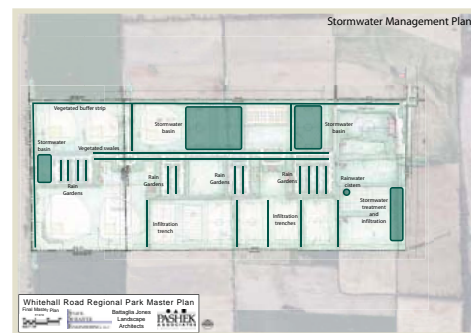 Stormwater Management Plan
Vegetated buffer strip
Stormwater
basin
Stormwater
basin
Stormwater
basin
Vegetated swales
Rain
Gardens
Rain
Gardens
Rain
Gardens
Rain
Gardens
Rainwater
cistern
Stormwater
treatment
and
infiltration
Infiltration
trench
Infiltration
trenches
Whitehall Road Regional Park Master Plan
Final Master Plan
Battaglia Jones
Landscape
Architects
PASHEK
ASSOCIATES